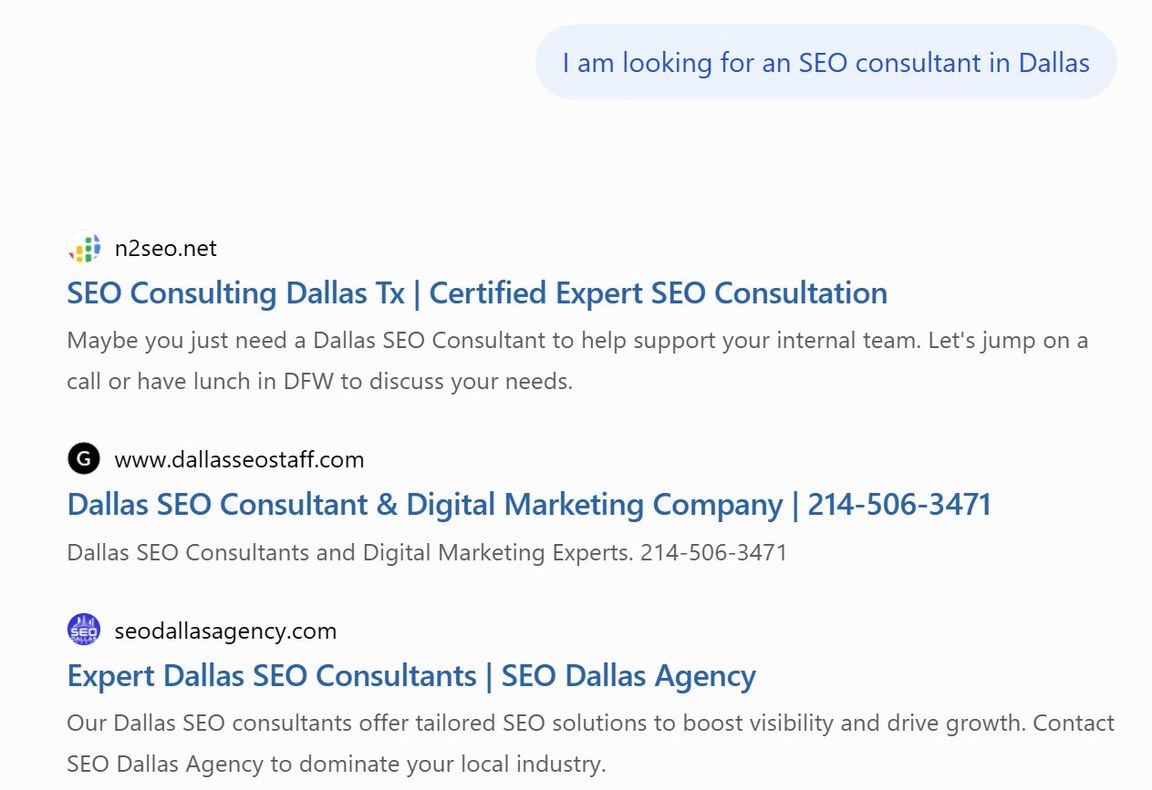 I am looking for an SEO consultant in Dallas
n2seo.net
SEO Consulting Dallas Tx | Certified Expert SEO Consultation
Maybe you just need a Dallas SEO Consultant to help support your internal team. Let's jump on a
call or have lunch in DFW to discuss your needs.
G
www.dallasseostaff.com
Dallas SEO Consultant & Digital Marketing Company | 214-506-3471
Dallas SEO Consultants and Digital Marketing Experts. 214-506-3471
SEO
DALLAS
seodallasagency.com
Expert Dallas SEO Consultants | SEO Dallas Agency
Our Dallas SEO consultants offer tailored SEO solutions to boost visibility and drive growth. Contact
SEO Dallas Agency to dominate your local industry.